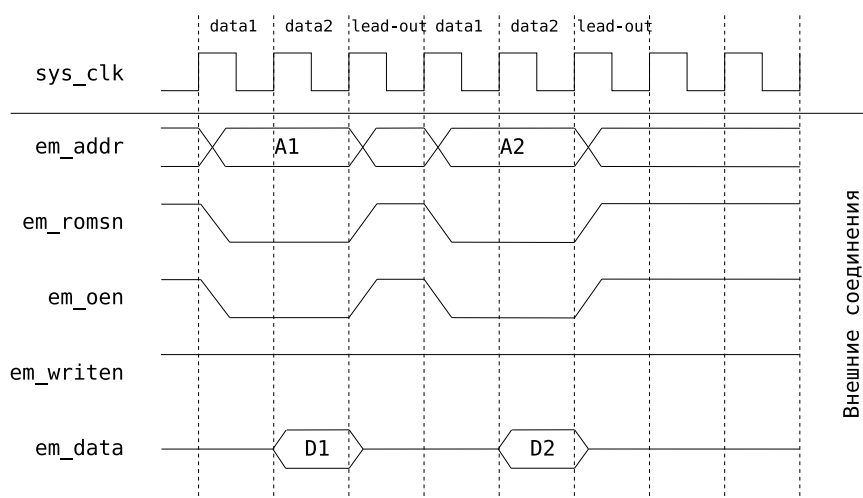 data1 data2 lead-out data1 data2 lead-out
sys_clk
em_addr A1 A2
em_romsn
em_oen
em_writen
em_data D1 D2
Внешние соединения